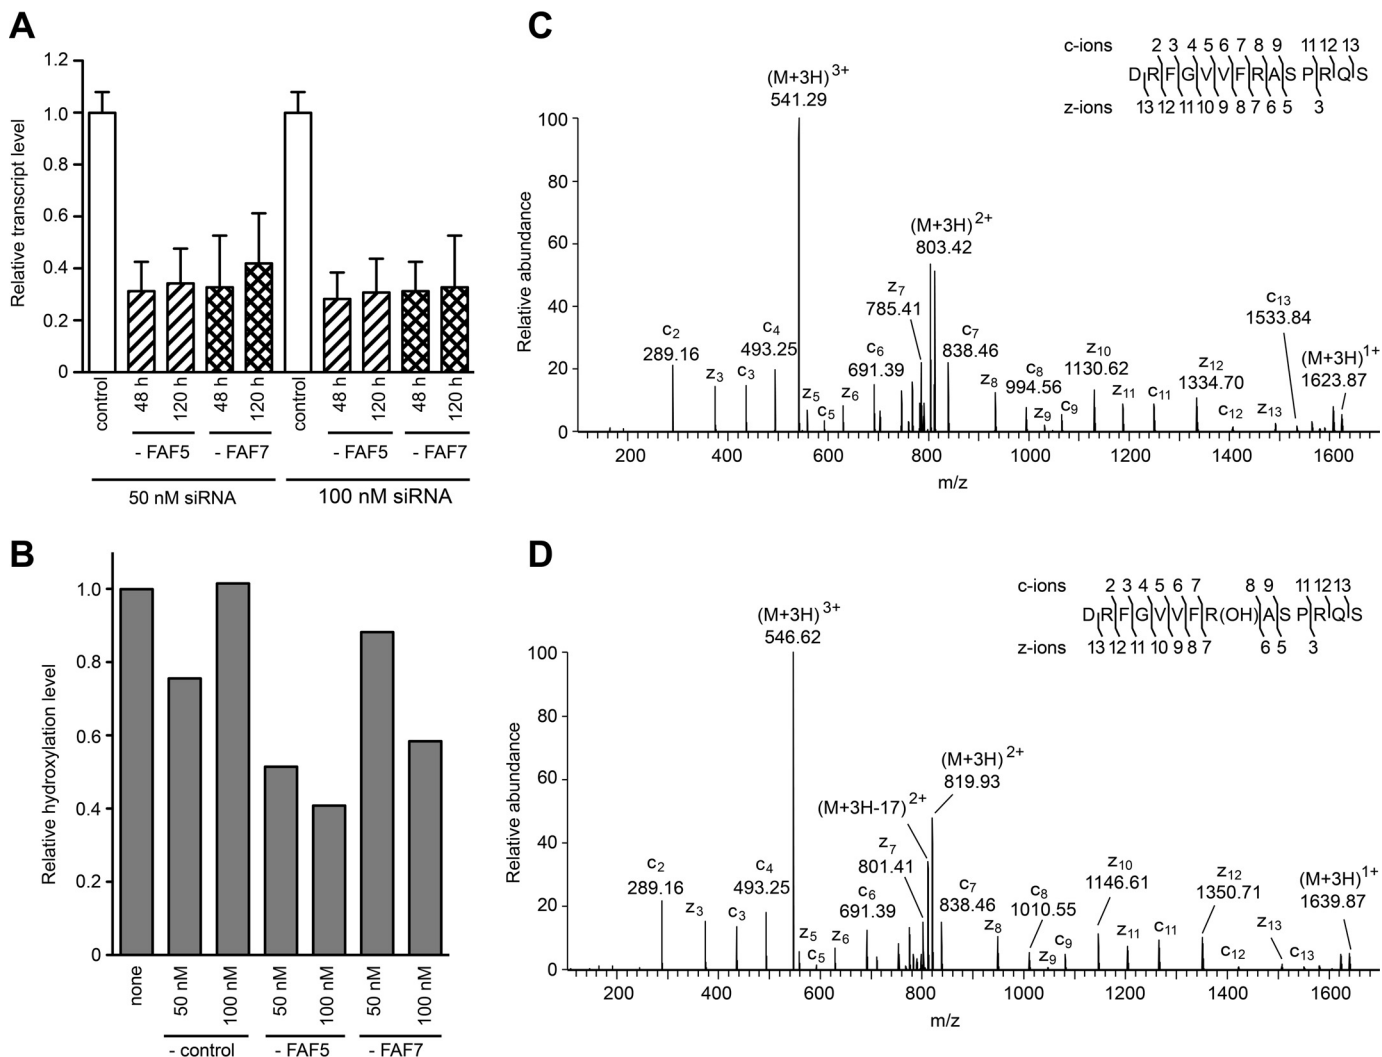 A
Relative transcript level
1.2
1.0
0.8
0.6
0.4
0.2
0
control
48 h
120 h
48 h
120 h
control
48 h
120 h
48 h
120 h
- FAF5
- FAF7
- FAF5
- FAF7
50 nM siRNA
100 nM siRNA
B
Relative hydroxylation level
1.0
0.8
0.6
0.4
0.2
0
none
50 nM
100 nM
50 nM
100 nM
50 nM
100 nM
- control
- FAF5
- FAF7
C
c-ions 2 3 4 5 6 7 8 9 11 12 13
DRFGVVFRAS PRQS
z-ions 13 12 11 10 9 8 7 6 5 3
Relative abundance
100
80
60
40
20
0
(M+3H)3+
541.29
(M+3H)2+
803.42
c2
289.16
z3
c3
c4
493.25
z5
c5
z6
c6
691.39
z7
785.41
c7
838.46
z8
c8
994.56
z9
c9
z10
1130.62
z11
c11
z12
1334.70
c12
z13
c13
1533.84
(M+3H)1+
1623.87
200 400 600 800 1000 1200 1400 1600
m/z
D
c-ions 2 3 4 5 6 7 8 9 11 12 13
DRFGVVFR(OH)AS PRQS
z-ions 13 12 11 10 9 8 7 6 5 3
Relative abundance
100
80
60
40
20
0
(M+3H)3+
546.62
(M+3H)2+
819.93
(M+3H-17)2+
c2
289.16
z3
c3
c4
493.25
z5
c5
z6
c6
691.39
z7
801.41
c7
838.46
z8
c8
1010.55
z9
c9
z10
1146.61
z11
c11
z12
1350.71
c12
z13
c13
(M+3H)1+
1639.87
200 400 600 800 1000 1200 1400 1600
m/z